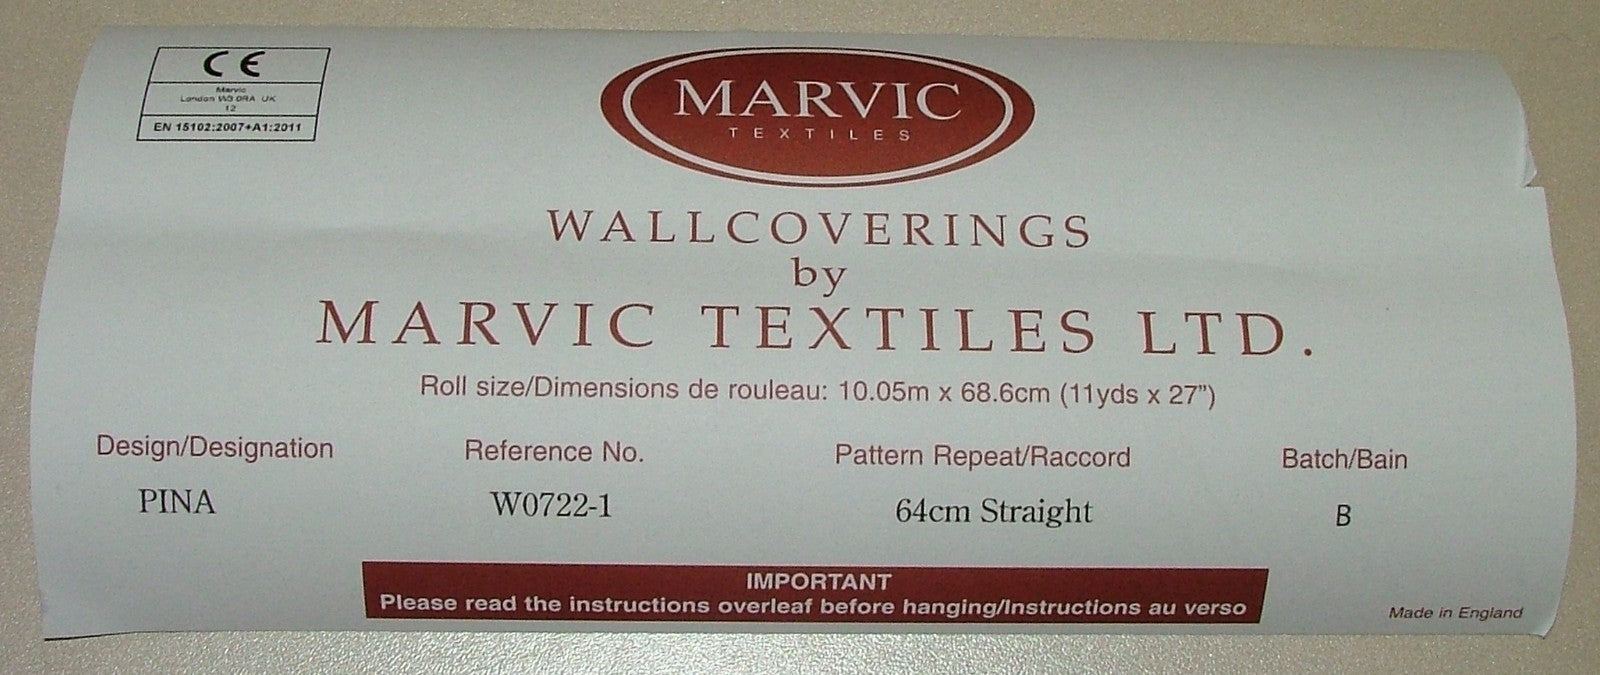 CE
Marvic
London W3 0RA UK
12
EN 15102:2007+A1:2011
MARVIC
TEXTILES
WALLCOVERINGS
by
MARVIC TEXTILES LTD.
Roll size/Dimensions de rouleau: 10.05m x 68.6cm (11yds x 27")
Design/Designation Reference No. Pattern Repeat/Raccord Batch/Bain
PINA W0722-1 64cm Straight B
IMPORTANT
Please read the instructions overleaf before hanging/Instructions au verso
Made in England